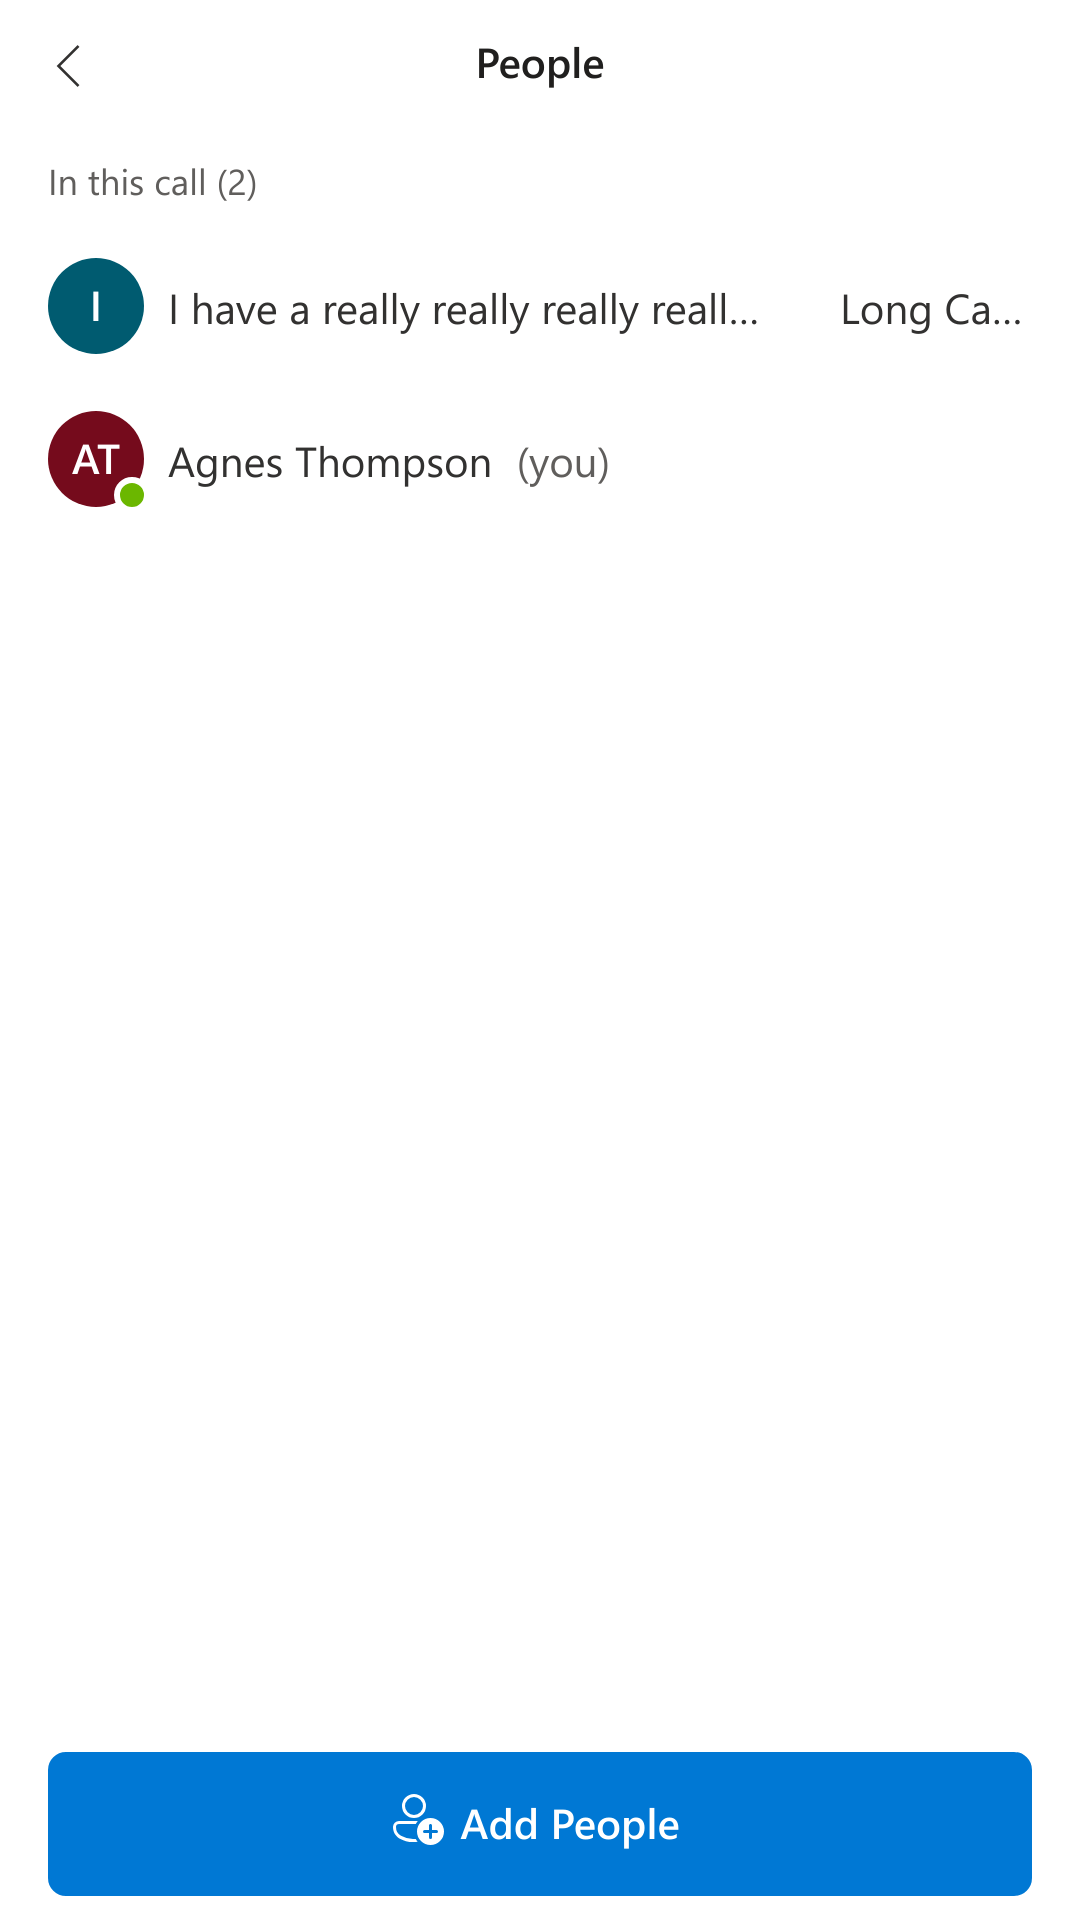 People
In this call (2)
I I have a really really really reall... Long Ca...
AT Agnes Thompson (you)
Add People